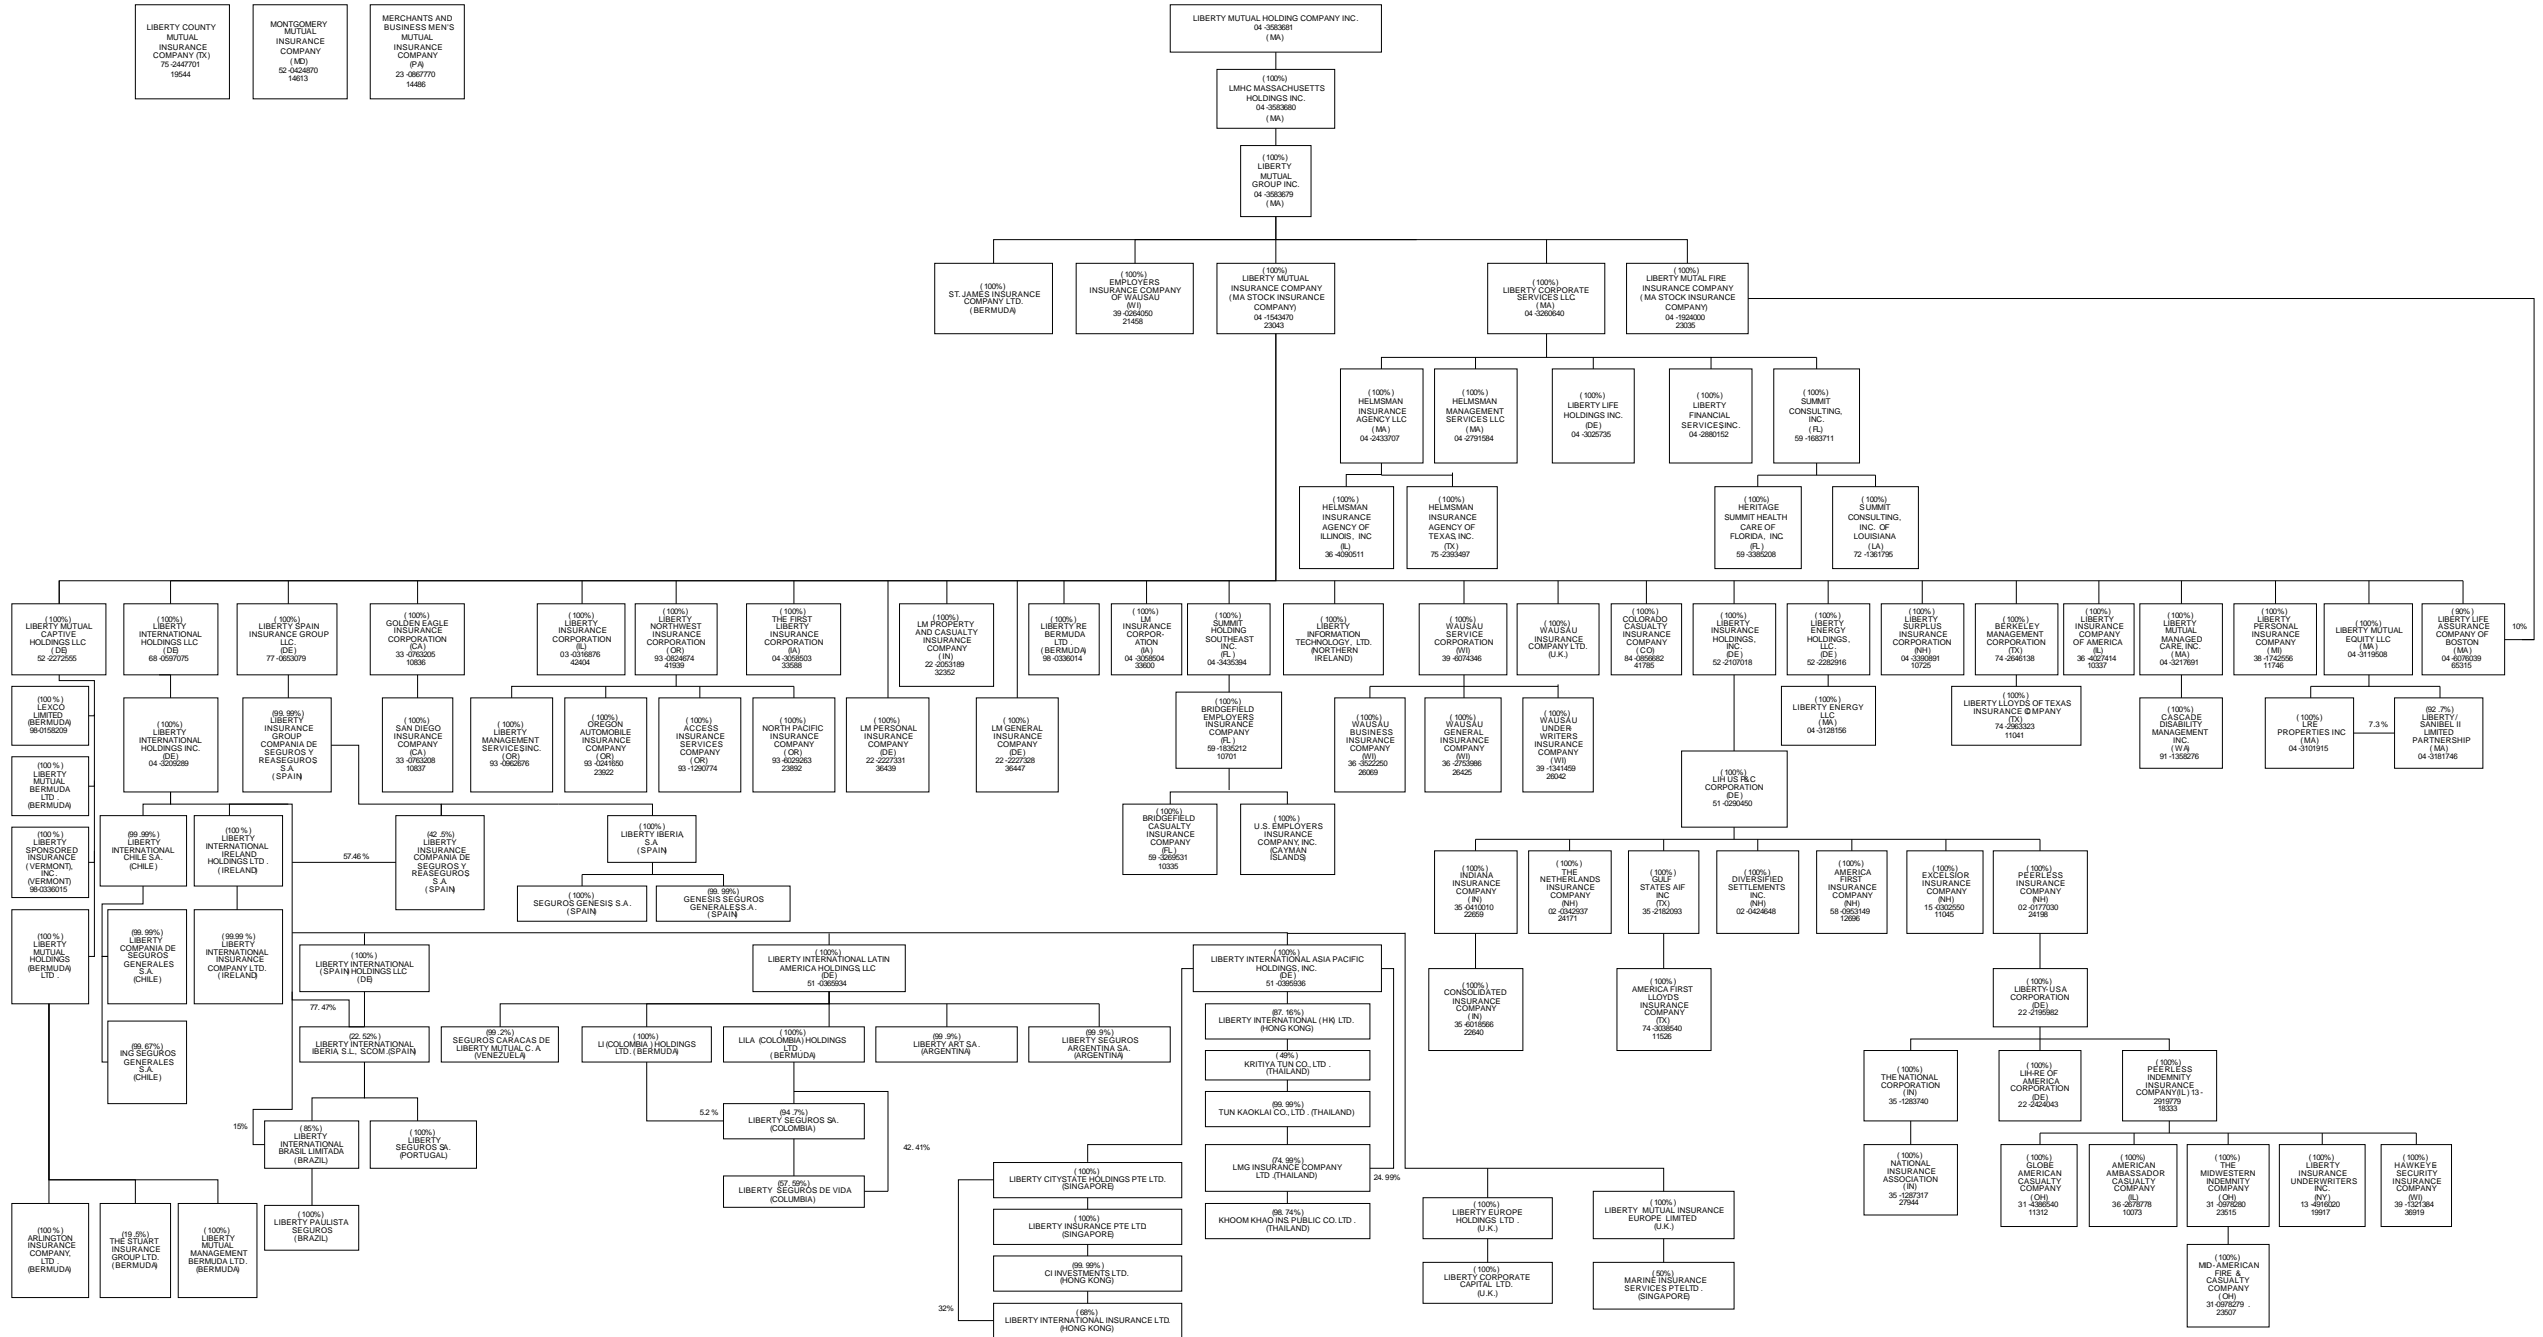 LIBERTY COUNTY
MUTUAL
INSURANCE
COMPANY (TX)
75 -2447701
19544
MONTGOMERY
MUTUAL
INSURANCE
COMPANY
( MD)
52 -0424870
14613
MERCHANTS AND
BUSINESS MEN'S
MUTUAL
INSURANCE
COMPANY
(PA)
23 -0867770
14486
LIBERTY MUTUAL HOLDING COMPANY INC.
04 -3583681
( MA)
( 100%)
LMHC MASSACHUSETTS
HOLDINGS INC.
04 -3583680
( MA)
( 100%)
LIBERTY
MUTUAL
GROUP INC.
04 -3583679
( MA)
( 100%)
ST. JAMES INSURANCE
COMPANY LTD.
( BERMUDA)
( 100%)
EMPLOYERS
INSURANCE COMPANY
OF WAUSAU
(WI)
39 -0264050
21458
( 100%)
LIBERTY MUTUAL
INSURANCE COMPANY
( MA STOCK INSURANCE
COMPANY)
04 -1543470
23043
( 100%)
LIBERTY CORPORATE
SERVICES LLC
( MA)
04 -3260640
( 100%)
LIBERTY MUTAL FIRE
INSURANCE COMPANY
( MA STOCK INSURANCE
COMPANY)
04 -1924000
23035
( 100%)
HELMSMAN
INSURANCE
AGENCY LLC
( MA)
04 -2433707
( 100%)
HELMSMAN
MANAGEMENT
SERVICES LLC
( MA)
04 -2791584
( 100%)
LIBERTY LIFE
HOLDINGS INC.
(DE)
04 -3025735
( 100%)
LIBERTY
FINANCIAL
SERVICES,INC.
04 -2880152
( 100%)
SUMMIT
CONSULTING,
INC.
( FL)
59 -1683711
( 100%)
HELMSMAN
INSURANCE
AGENCY OF
ILLINOIS, INC
(IL)
36 -4090511
( 100%)
HELMSMAN
INSURANCE
AGENCY OF
TEXAS, INC.
(TX)
75 -2393497
( 100%)
HERITAGE
SUMMIT HEALTH
CARE OF
FLORIDA, INC
(FL)
59 -3385208
( 100%)
SUMMIT
CONSULTING,
INC. OF
LOUISIANA
( LA)
72 -1361795
(100%)
LIBERTY MUTUAL
CAPTIVE
HOLDINGS LLC
( DE)
52 -2272555
( 100%)
LIBERTY
INTERNATIONAL
HOLDINGS LLC
( DE)
68 -0597075
( 100%)
LIBERTY SPAIN
INSURANCE GROUP
LLC.
(DE)
77 -0653079
( 100%)
GOLDEN EAGLE
INSURANCE
CORPORATION
(CA)
33 -0763205
10836
( 100%)
LIBERTY
INSURANCE
CORPORATION
(IL)
03 -0316876
42404
(100%)
LIBERTY
NORTHWEST
INSURANCE
CORPORATION
( OR)
93 -0824674
41939
( 100%)
THE FIRST
LIBERTY
INSURANCE
CORPORATION
(IA)
04 -3058503
33588
( 100%)
LM PROPERTY
AND CASUALTY
INSURANCE
COMPANY
( IN)
22 -2053189
32352
( 100%)
LIBERTY RE
BERMUDA
LTD .
( BERMUDA)
98 -0336014
( 100%)
LM
INSURANCE
CORPOR-
ATION
(IA)
04 -3058504
33600
( 100%)
SUMMIT
HOLDING
SOUTHEAST
INC.
( FL)
04 -3435394
( 100%)
LIBERTY
INFORMATION
TECHNOLOGY, LTD.
(NORTHERN
IRELAND)
( 100%)
WAUSAU
SERVICE
CORPORATION
(WI)
39 -6074346
( 100%)
WAUSAU
INSURANCE
COMPANY LTD.
(U.K.)
( 100%)
COLORADO
CASUALTY
INSURANCE
COMPANY
( CO)
84 -0856682
41785
( 100%)
LIBERTY
INSURANCE
HOLDINGS,
INC.
(DE)
52 -2107018
( 100%)
LIBERTY
ENERGY
HOLDINGS,
LLC.
(DE)
52 -2282916
( 100%)
LIBERTY
SURPLUS
INSURANCE
CORPORATION
(NH)
04 -3390891
10725
( 100%)
BERKELEY
MANAGEMENT
CORPORATION
(TX)
74 -2646138
( 100%)
LIBERTY
INSURANCE
COMPANY
OF AMERICA
(IL)
36 -4027414
10337
( 100%)
LIBERTY
MUTUAL
MANAGED
CARE, INC.
( MA)
04 -3217691
( 100%)
LIBERTY
PERSONAL
INSURANCE
COMPANY
(MI)
38 -1742556
11746
( 100%)
LIBERTY MUTUAL
EQUITY LLC
( MA)
04 -3119508
(90%)
LIBERTY LIFE
ASSURANCE
COMPANY OF
BOSTON
(MA)
04 -6076039
65315
10%
(100 %)
LEXCO
LIMITED
(BERMUDA)
98-0158209
(100 %)
LIBERTY
MUTUAL
BERMUDA
LTD .
(BERMUDA)
(100 %)
LIBERTY
SPONSORED
INSURANCE
(VERMONT),
INC.
(VERMONT)
98-0336015
(100 %)
LIBERTY
MUTUAL
HOLDINGS
(BERMUDA)
LTD .
(100%)
LIBERTY
INTERNATIONAL
HOLDINGS INC.
(DE)
04 -3209289
(99. 99%)
LIBERTY
INSURANCE
GROUP
COMPANIA DE
SEGUROS Y
REASEGUROS
S.A
( SPAIN)
( 100%)
SAN DIEGO
INSURANCE
COMPANY
(CA)
33 -0763208
10837
( 100%)
LIBERTY
MANAGEMENT
SERVICES,INC.
( OR)
93 -0962676
( 100%)
OREGON
AUTOMOBILE
INSURANCE
COMPANY
( OR)
93 -0241650
23922
( 100%)
ACCESS
INSURANCE
SERVICES
COMPANY
( OR)
93 -1290774
( 100%)
NORTH PACIFIC
INSURANCE
COMPANY
( OR)
93 -6029263
23892
( 100%)
LM PERSONAL
INSURANCE
COMPANY
(DE)
22 -2227331
36439
( 100%)
LM GENERAL
INSURANCE
COMPANY
( DE)
22 -2227328
36447
( 100%)
BRIDGEFIELD
EMPLOYERS
INSURANCE
COMPANY
( FL)
59 -1835212
10701
( 100%)
WAUSAU
BUSINESS
INSURANCE
COMPANY
(WI)
36 -3522250
26069
( 100%)
WAUSAU
GENERAL
INSURANCE
COMPANY
(WI)
36 -2753986
26425
( 100%)
WAUSAU
UNDER
WRITERS
INSURANCE
COMPANY
( WI)
39 -1341459
26042
( 100%)
LIBERTY ENERGY
LLC
( MA)
04 -3128156
( 100%)
LIBERTY LLOYDS OF TEXAS
INSURANCE COMPANY
(TX)
74 -2963323
11041
( 100%)
CASCADE
DISABILITY
MANAGEMENT
INC.
( WA)
91 -1358276
( 100%)
LRE
PROPERTIES INC
( MA)
04 -3101915
7.3 %
(92 .7%)
LIBERTY/
SANIBEL II
LIMITED
PARTNERSHIP
( MA)
04 -3181746
( 100%)
LIH US P&C
CORPORATION
(DE)
51 -0290450
(99 .99%)
LIBERTY
INTERNATIONAL
CHILE S.A.
(CHILE )
(100 %)
LIBERTY
INTERNATIONAL
IRELAND
HOLDINGS LTD .
( IRELAND)
57.46 %
(42 .5%)
LIBERTY
INSURANCE
COMPANIA DE
SEGUROS Y
REASEGUROS
S.A.
( SPAIN)
( 100%)
LIBERTY IBERIA,
S.A
( SPAIN)
( 100%)
SEGUROS GENESIS S.A.
( SPAIN)
(99. 99%)
GENESIS SEGUROS
GENERALES,S.A.
( SPAIN)
( 100%)
BRIDGEFIELD
CASUALTY
INSURANCE
COMPANY
( FL)
59 -3269531
10335
( 100%)
U.S. EMPLOYERS
INSURANCE
COMPANY, INC.
(CAYMAN
ISLANDS)
( 100%)
INDIANA
INSURANCE
COMPANY
( IN)
35 -0410010
22659
( 100%)
THE
NETHERLANDS
INSURANCE
COMPANY
(NH)
02 -0342937
24171
( 100%)
GULF
STATES AIF
INC
(TX)
35 -2182093
( 100%)
DIVERSIFIED
SETTLEMENTS
INC.
(NH)
02 -0424648
( 100%)
AMERICA
FIRST
INSURANCE
COMPANY
(NH)
58 -0953149
12696
( 100%)
EXCELSIOR
INSURANCE
COMPANY
(NH)
15 -0302550
11045
( 100%)
PEERLESS
INSURANCE
COMPANY
(NH)
02 -0177030
24198
(99. 99%)
LIBERTY
COMPANIA DE
SEGUROS
GENERALES
S.A.
(CHILE)
(99.99 %)
LIBERTY
INTERNATIONAL
INSURANCE
COMPANY LTD.
( IRELAND)
( 100%)
LIBERTY INTERNATIONAL
( SPAIN) HOLDINGS LLC
( DE)
( 100%)
LIBERTY INTERNATIONAL LATIN
AMERICA HOLDINGS, LLC
(DE)
51 -0365934
( 100%)
LIBERTY INTERNATIONAL ASIA PACIFIC
HOLDINGS, INC.
(DE)
51 -0395936
( 100%)
CONSOLIDATED
INSURANCE
COMPANY
( IN)
35 -6018566
22640
( 100%)
AMERICA FIRST
LLOYDS
INSURANCE
COMPANY
(TX)
74 -3038540
11526
( 100%)
LIBERTY-USA
CORPORATION
(DE)
22 -2195982
77. 47%
(99. 67%)
ING SEGUROS
GENERALES
S.A.
(CHILE)
(22.52%)
LIBERTY INTERNATIONAL
IBERIA, S.L., SCOM .(SPAIN)
(99 .2%)
SEGUROS CARACAS DE
LIBERTY MUTUAL C. A
(VENEZUELA)
( 100%)
LI (COLOMBIA ) HOLDINGS
LTD. ( BERMUDA)
(100%)
LILA (COLOMBIA) HOLDINGS
LTD
( BERMUDA)
(99 .9%)
LIBERTY ART SA .
(ARGENTINA)
(99 .9%)
LIBERTY SEGUROS
ARGENTINA SA.
(ARGENTINA)
(87. 16%)
LIBERTY INTERNATIONAL ( HK) LTD.
(HONG KONG)
(49%)
KRITIYA TUN CO., LTD .
(THAILAND)
(99. 99%)
TUN KAOKLAI CO., LTD . (THAILAND)
(74. 99%)
LMG INSURANCE COMPANY
LTD .(THAILAND)
24. 99%
(98. 74%)
KHOOM KHAO INS PUBLIC CO. LTD .
(THAILAND)
5.2 %
(94 .7%)
LIBERTY SEGUROS SA.
(COLOMBIA)
42. 41%
(57. 59%)
LIBERTY SEGUROS DE VIDA
(COLUMBIA)
15%
(85%)
LIBERTY
INTERNATIONAL
BRASIL LIMITADA
( BRAZIL)
(100%)
LIBERTY
SEGUROS SA.
(PORTUGAL)
(100%)
LIBERTY PAULISTA
SEGUROS
( BRAZIL)
(100 %)
ARLINGTON
INSURANCE
COMPANY,
LTD .
(BERMUDA)
(19 .5%)
THE STUART
INSURANCE
GROUP LTD.
( BERMUDA)
(100%)
LIBERTY
MUTUAL
MANAGEMENT
BERMUDA LTD.
(BERMUDA)
( 100%)
LIBERTY CITYSTATE HOLDINGS PTE LTD.
(SINGAPORE)
( 100%)
LIBERTY INSURANCE PTE LTD.
(SINGAPORE)
(99. 99%)
CI INVESTMENTS LTD.
(HONG KONG)
32%
( 68%)
LIBERTY INTERNATIONAL INSURANCE LTD.
(HONG KONG)
( 100%)
LIBERTY EUROPE
HOLDINGS LTD .
(U.K.)
( 100%)
LIBERTY CORPORATE
CAPITAL LTD.
(U.K.)
( 100%)
LIBERTY MUTUAL INSURANCE
EUROPE LIMITED
(U.K.)
( 50%)
MARINE INSURANCE
SERVICES PTELTD .
(SINGAPORE)
( 100%)
THE NATIONAL
CORPORATION
( IN)
35 -1283740
( 100%)
LIH-RE OF
AMERICA
CORPORATION
(DE)
22 -2424043
( 100%)
PEERLESS
INDEMNITY
INSURANCE
COMPANY(IL) 13 -
2919779
18333
( 100%)
NATIONAL
INSURANCE
ASSOCIATION
( IN)
35 -1287317
27944
( 100%)
GLOBE
AMERICAN
CASUALTY
COMPANY
(OH)
31 -4386540
11312
( 100%)
AMERICAN
AMBASSADOR
CASUALTY
COMPANY
(IL)
36 -2678778
10073
( 100%)
THE
MIDWESTERN
INDEMNITY
COMPANY
( OH)
31 -0978280
23515
( 100%)
LIBERTY
INSURANCE
UNDERWRITERS
INC.
(NY)
13 -4916020
19917
( 100%)
HAWKEYE
SECURITY
INSURANCE
COMPANY
(WI)
39 -1321384
36919
( 100%)
MID- AMERICAN
FIRE &
CASUALTY
COMPANY
( OH)
31-0978279 .
23507